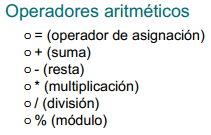 Operadores aritméticos
o = (operador de asignación)
o + (suma)
o - (resta)
o * (multiplicación)
o / (división)
o % (módulo)